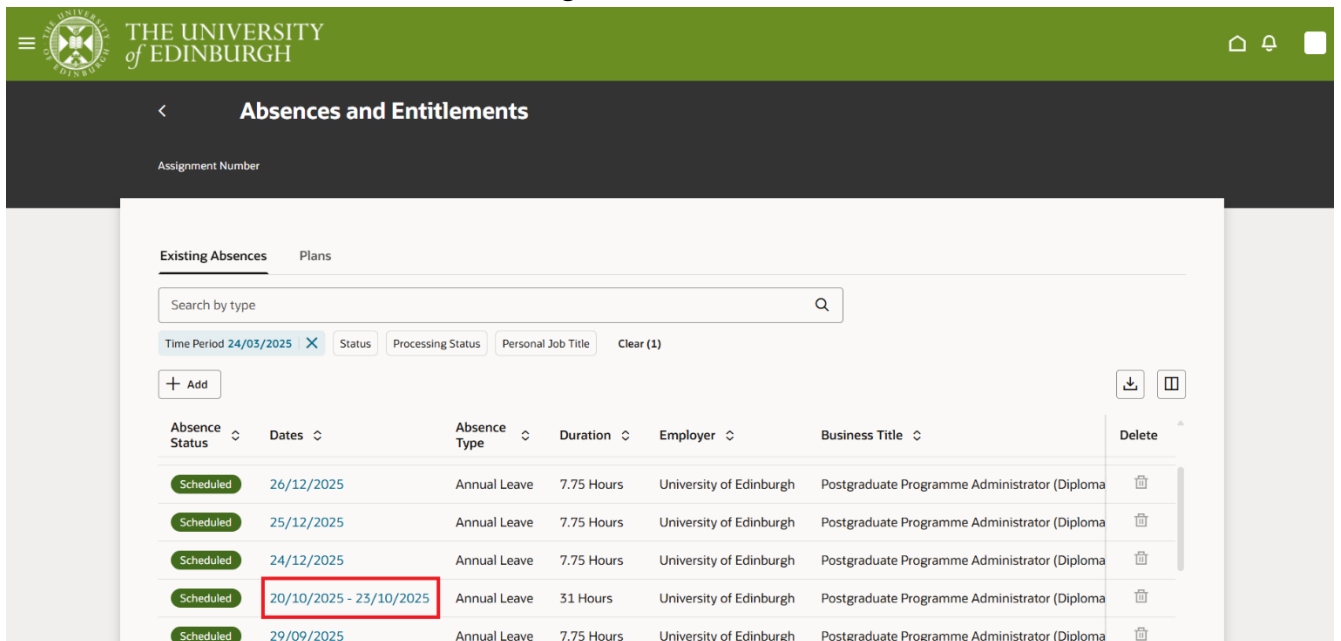 THE UNIVERSITY
of EDINBURGH
Absences and Entitlements
Assignment Number
Existing Absences Plans
Search by type
Time Period 24/03/2025 Status Processing Status Personal Job Title Clear (1)
+ Add
Absence Status Dates Absence Type Duration Employer Business Title Delete
Scheduled 26/12/2025 Annual Leave 7.75 Hours University of Edinburgh Postgraduate Programme Administrator (Diploma
Scheduled 25/12/2025 Annual Leave 7.75 Hours University of Edinburgh Postgraduate Programme Administrator (Diploma
Scheduled 24/12/2025 Annual Leave 7.75 Hours University of Edinburgh Postgraduate Programme Administrator (Diploma
Scheduled 20/10/2025 - 23/10/2025 Annual Leave 31 Hours University of Edinburgh Postgraduate Programme Administrator (Diploma
Scheduled 29/09/2025 Annual Leave 7.75 Hours University of Edinburgh Postgraduate Programme Administrator (Diploma